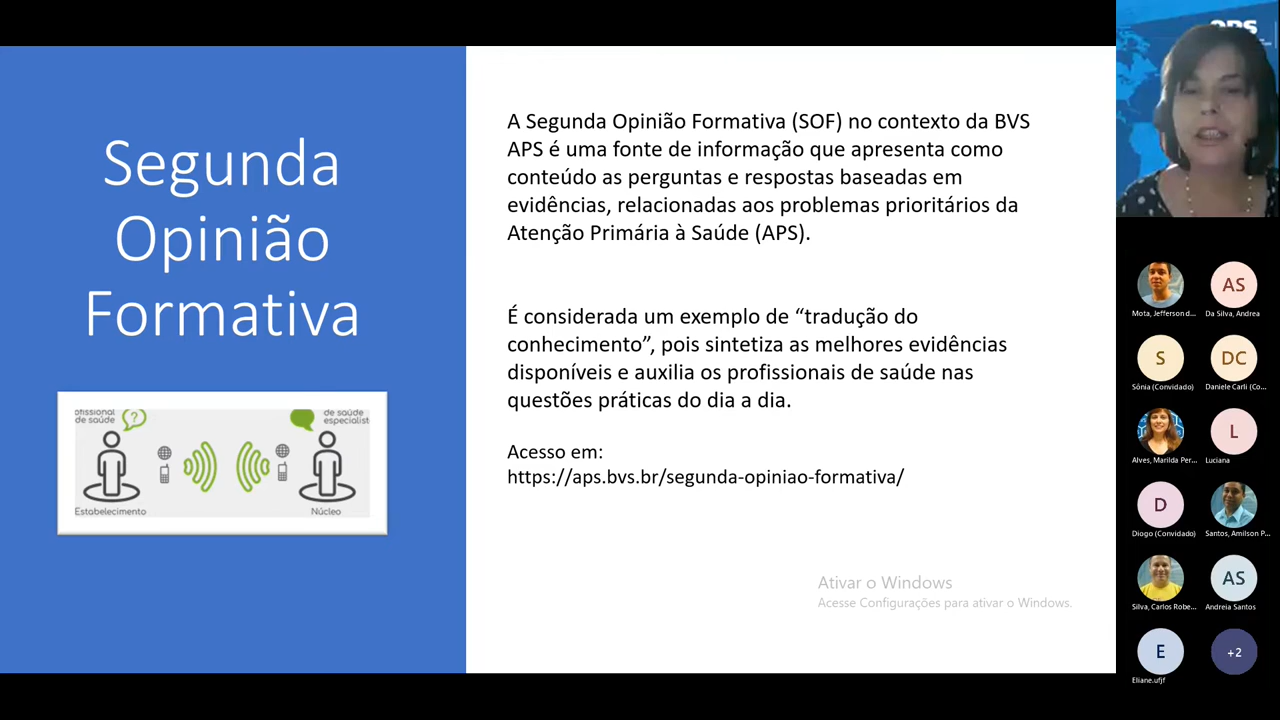 Segunda
Opinião
Formativa
de saúde
de saúde
Estabelecimento
Núcleo
A Segunda Opinião Formativa (SOF) no contexto da BVS
APS é uma fonte de informação que apresenta como
conteúdo as perguntas e respostas baseadas em
evidências, relacionadas aos problemas prioritários da
Atenção Primária à Saúde (APS).
É considerada um exemplo de “tradução do
conhecimento”, pois sintetiza as melhores evidências
disponíveis e auxilia os profissionais de saúde nas
questões práticas do dia a dia.
Acesso em:
https://aps.bvs.br/segunda-opiniao-formativa/
Ativar o Windows
Acesse Configurações para ativar o Windows.
AS
Mota, Jefferson d...
Da Silva, Andrea
S
DC
Sônia (Convidado)
Daniele Carli (Co...
L
Alves, Marilda Per...
Luciana
D
Diogo (Convidado)
Santos, Amilson P...
AS
Silva, Carlos Robe...
Andreia Santos
E
+2
Eliane.ufjf